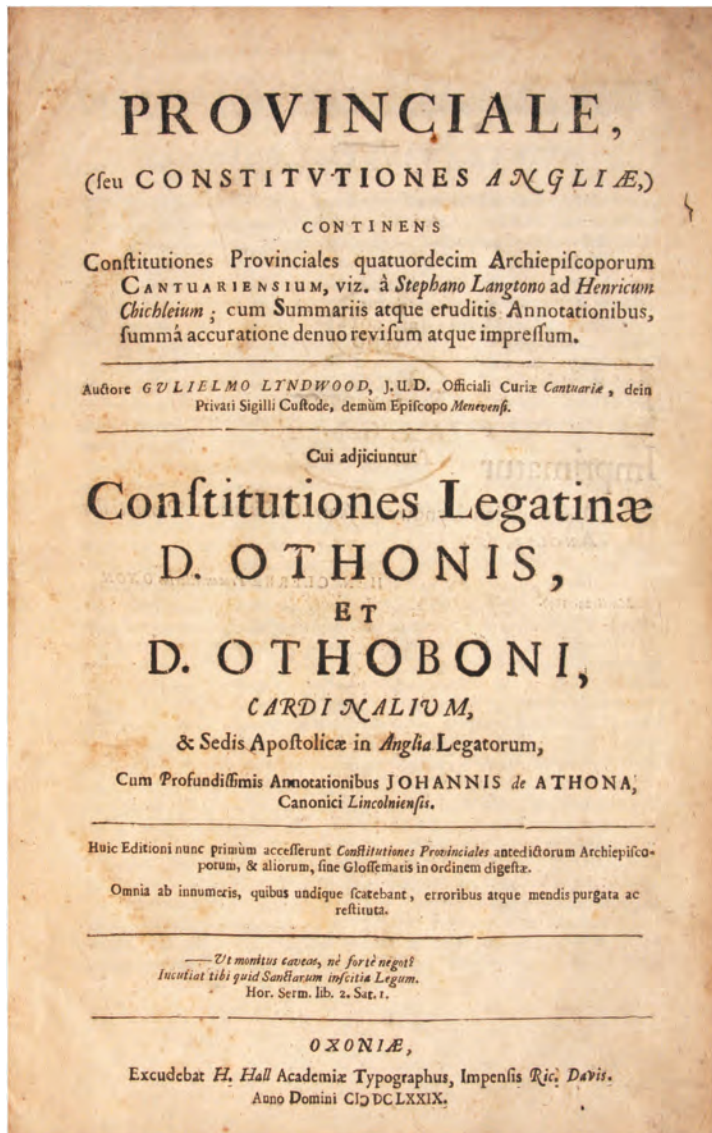 PROVINCIALE,
(ſeu CONSTITVTIONES ANGLIÆ,)
CONTINENS
Conſtitutiones Provinciales quatuordecim Archiepiſcoporum
CANTUARIENSIUM, viz. à Stephano Langtono ad Henricum
Chichleium ; cum Summariis atque eruditis Annotationibus,
ſummâ accuratione denuo reviſum atque impreſſum.
Auctore GVLIELMO LYNDWOOD, J.U.D. Officiali Curiæ Cantuariæ, dein
Privati Sigilli Cuſtode, demùm Epiſcopo Menevenſi.
Cui adjiciuntur
Conſtitutiones Legatinæ
D. OTHONIS,
ET
D. OTHOBONI,
CARDINALIVM,
& Sedis Apoſtolicæ in Anglia Legatorum,
Cum Profundiſſimis Annotationibus JOHANNIS de ATHONA,
Canonici Lincolnienſis.
Huic Editioni nunc primùm acceſſerunt Conſtitutiones Provinciales antedictorum Archiepiſco-
porum, & aliorum, ſine Gloſſematis in ordinem digeſtæ.
Omnia ab innumeris, quibus undique ſcatebant, erroribus atque mendis purgata ac
reſtituta.
—— Ut monitus caveas, nè fortè negotî
Incutiat tibi quid Sanctarum inſcitia Legum.
Hor. Serm. lib. 2. Sat. 1.
OXONIÆ,
Excudebat H. Hall Academiæ Typographus, Impenſis Ric. Davis.
Anno Domini CIↃ DC LXXIX.